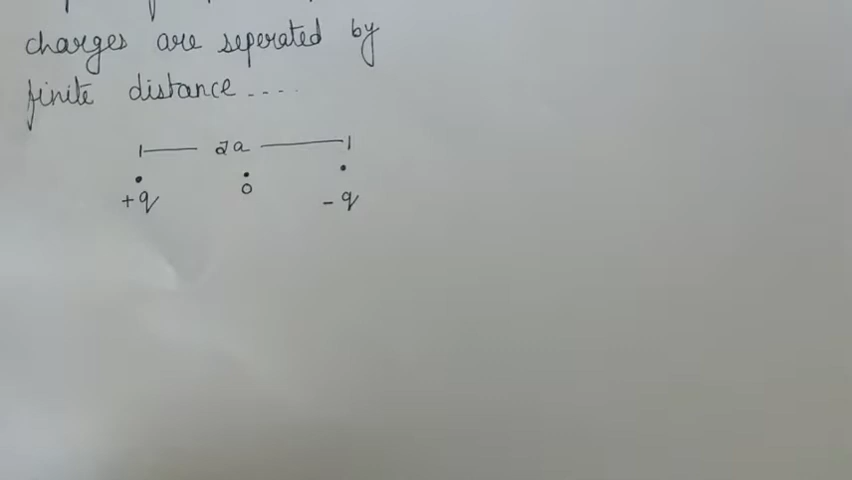 charges are seperated by
finite distance ....
2a
+q
o
-q